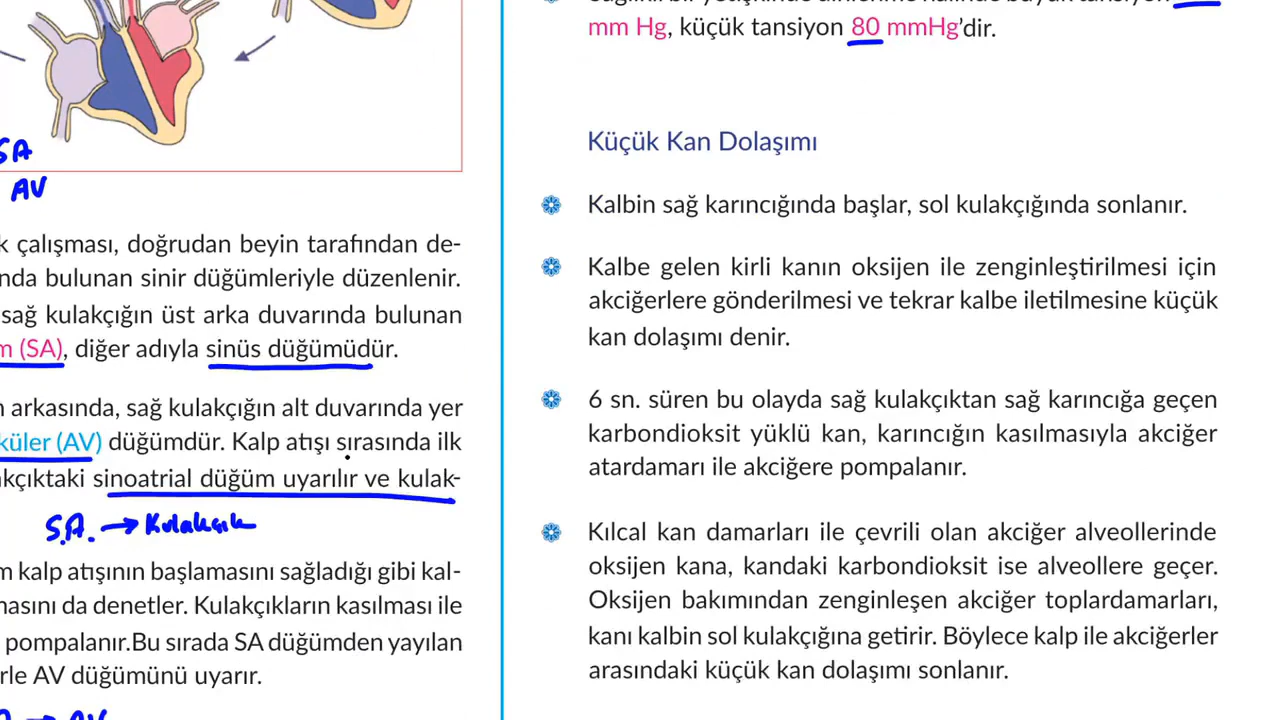 SA
AV
k çalışması, doğrudan beyin tarafından de-
nda bulunan sinir düğümleriyle düzenlenir.
sağ kulakçığın üst arka duvarında bulunan
m (SA), diğer adıyla sinüs düğümüdür.
n arkasında, sağ kulakçığın alt duvarında yer
küler (AV) düğümdür. Kalp atışı sırasında ilk
kçıktaki sinoatrial düğüm uyarılır ve kulak-
S.A. → Kulakçık
m kalp atışının başlamasını sağladığı gibi kal-
masını da denetler. Kulakçıkların kasılması ile
pompalanır.Bu sırada SA düğümden yayılan
rle AV düğümünü uyarır.
→ AV
mm Hg, küçük tansiyon 80 mmHg'dir.
Küçük Kan Dolaşımı
Kalbin sağ karıncığında başlar, sol kulakçığında sonlanır.
Kalbe gelen kirli kanın oksijen ile zenginleştirilmesi için
akciğerlere gönderilmesi ve tekrar kalbe iletilmesine küçük
kan dolaşımı denir.
6 sn. süren bu olayda sağ kulakçıktan sağ karıncığa geçen
karbondioksit yüklü kan, karıncığın kasılmasıyla akciğer
atardamarı ile akciğere pompalanır.
Kılcal kan damarları ile çevrili olan akciğer alveollerinde
oksijen kana, kandaki karbondioksit ise alveollere geçer.
Oksijen bakımından zenginleşen akciğer toplardamarları,
kanı kalbin sol kulakçığına getirir. Böylece kalp ile akciğerler
arasındaki küçük kan dolaşımı sonlanır.